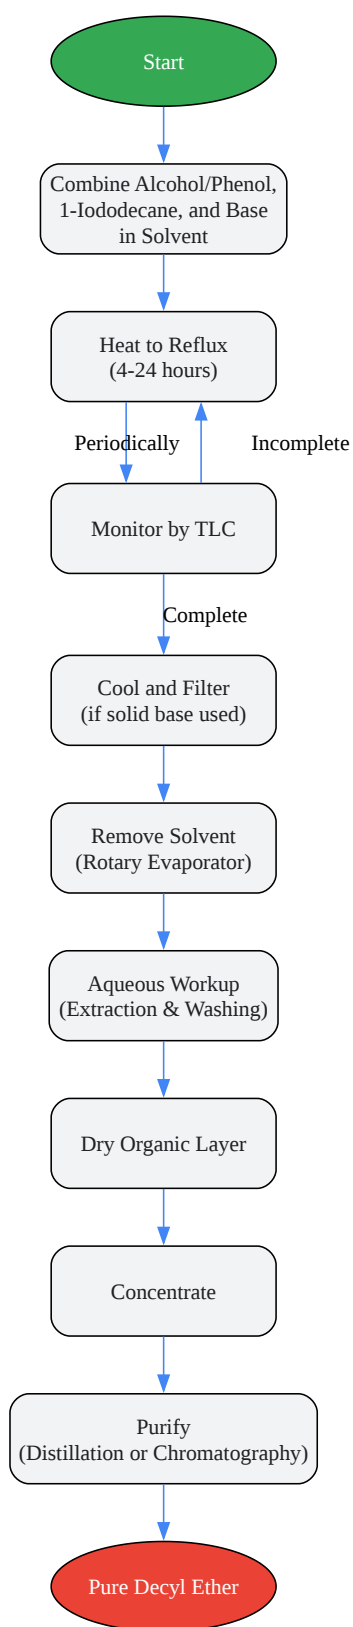 Start
Combine Alcohol/Phenol,
1-Iododecane, and Base
in Solvent
Heat to Reflux
(4-24 hours)
Periodically
Incomplete
Monitor by TLC
Complete
Cool and Filter
(if solid base used)
Remove Solvent
(Rotary Evaporator)
Aqueous Workup
(Extraction & Washing)
Dry Organic Layer
Concentrate
Purify
(Distillation or Chromatography)
Pure Decyl Ether